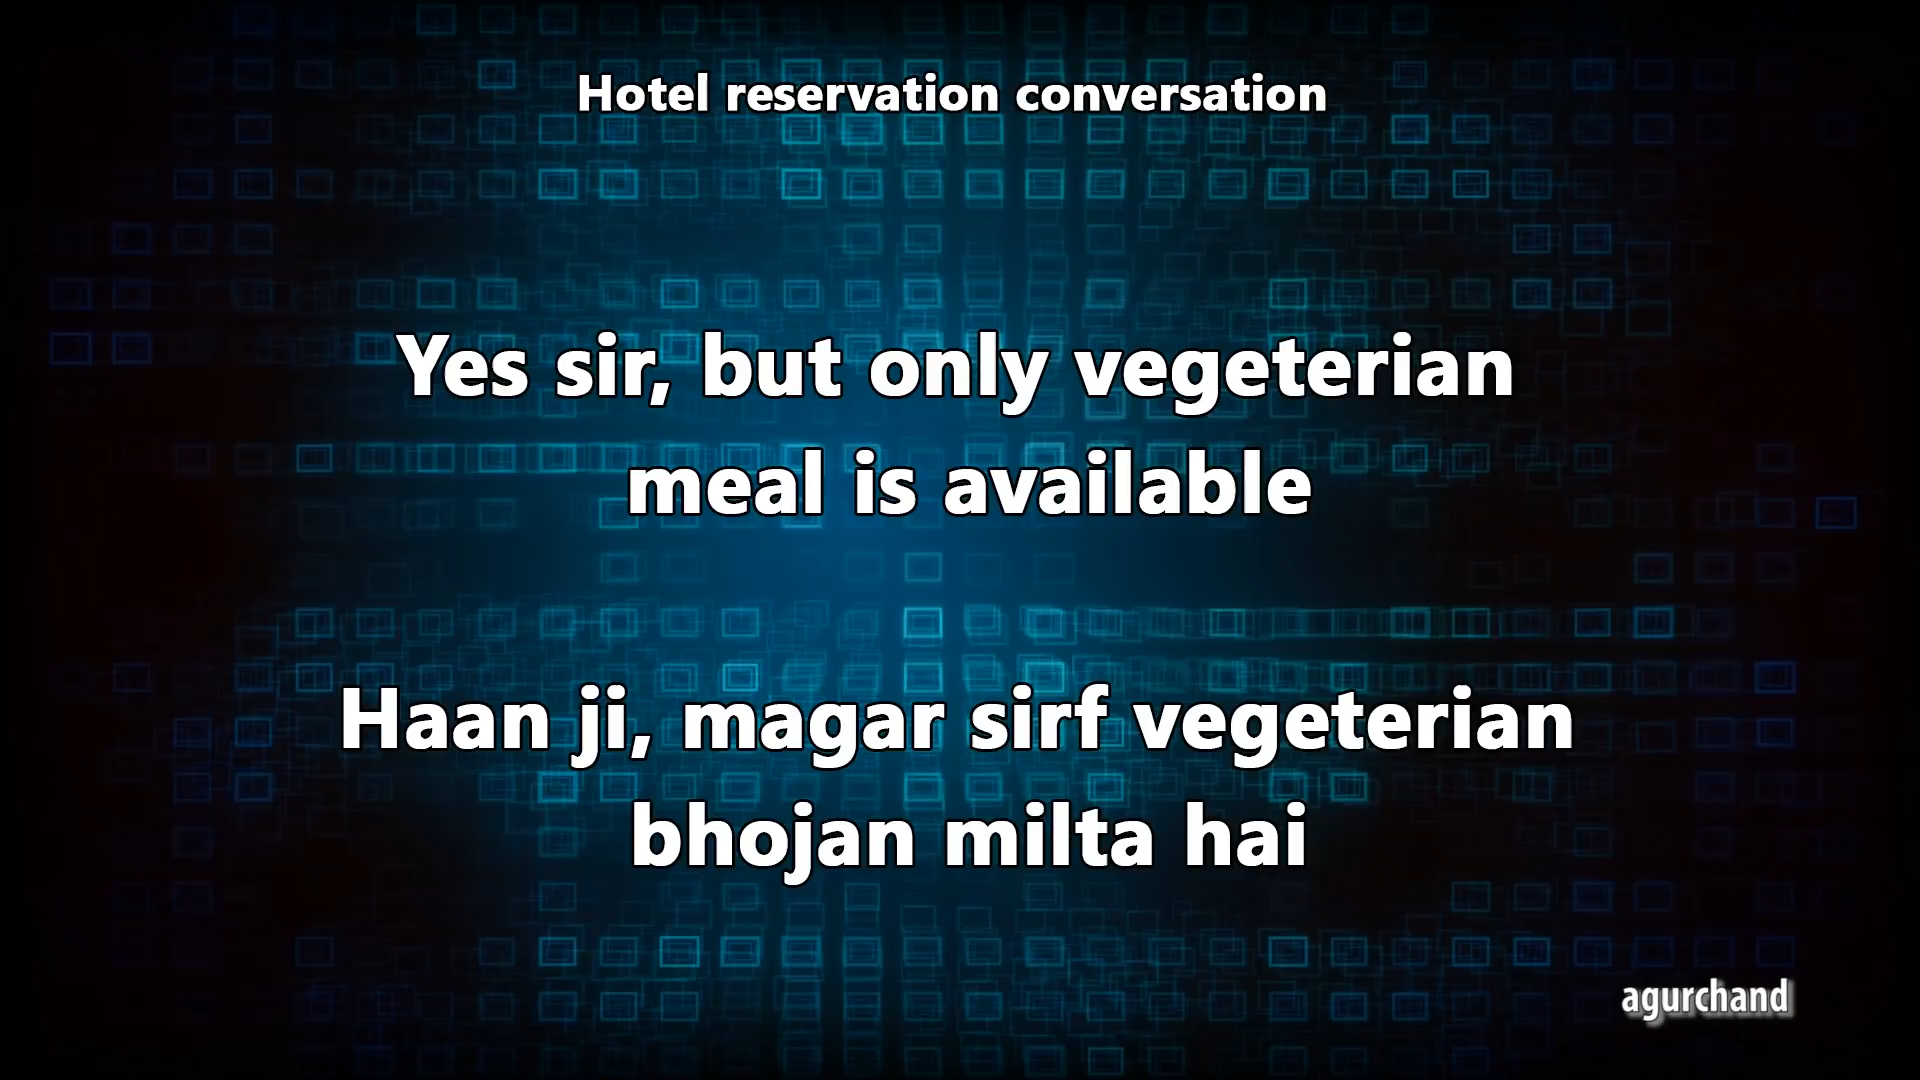 Hotel reservation conversation
Yes sir, but only vegeterian
meal is available
Haan ji, magar sirf vegeterian
bhojan milta hai
agurchand